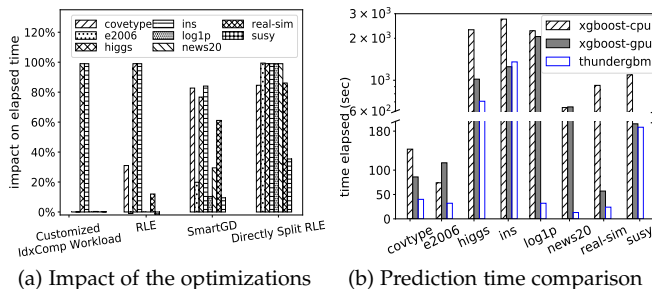 impact on elapsed time
120%
100%
80%
60%
40%
20%
0%
covetype
e2006
higgs
ins
log1p
news20
real-sim
susy
Customized
IdxComp Workload
RLE
SmartGD
Directly Split RLE
(a) Impact of the optimizations
time elapsed (sec)
2 × 10³
10³
6 × 10²
180
100
50
0
xgboost-cpu
xgboost-gpu
thundergbm
covtype
e2006
higgs
ins
log1p
news20
real-sim
susy
(b) Prediction time comparison